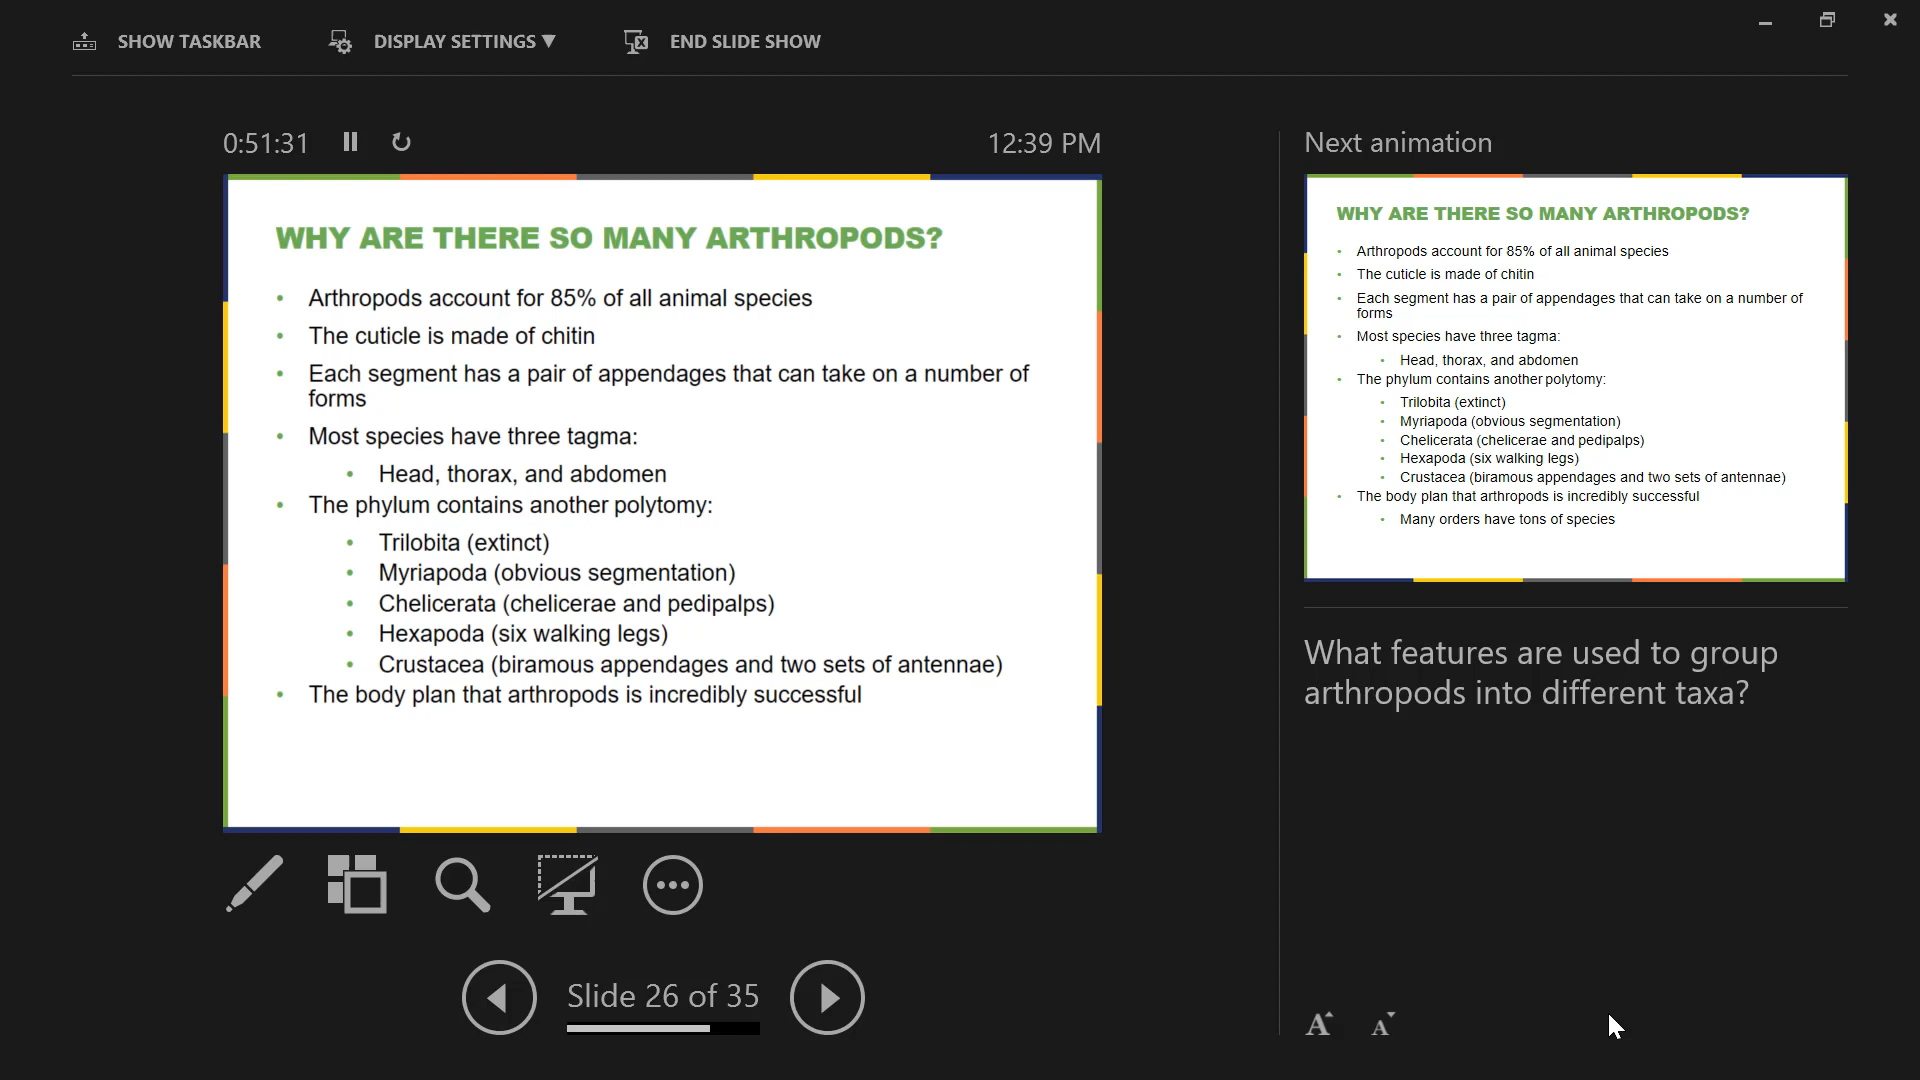 SHOW TASKBAR
DISPLAY SETTINGS ▼
END SLIDE SHOW
0:51:31
12:39 PM
WHY ARE THERE SO MANY ARTHROPODS?
• Arthropods account for 85% of all animal species
• The cuticle is made of chitin
• Each segment has a pair of appendages that can take on a number of
forms
• Most species have three tagma:
• Head, thorax, and abdomen
• The phylum contains another polytomy:
• Trilobita (extinct)
• Myriapoda (obvious segmentation)
• Chelicerata (chelicerae and pedipalps)
• Hexapoda (six walking legs)
• Crustacea (biramous appendages and two sets of antennae)
• The body plan that arthropods is incredibly successful
Slide 26 of 35
Next animation
WHY ARE THERE SO MANY ARTHROPODS?
• Arthropods account for 85% of all animal species
• The cuticle is made of chitin
• Each segment has a pair of appendages that can take on a number of
forms
• Most species have three tagma:
• Head, thorax, and abdomen
• The phylum contains another polytomy:
• Trilobita (extinct)
• Myriapoda (obvious segmentation)
• Chelicerata (chelicerae and pedipalps)
• Hexapoda (six walking legs)
• Crustacea (biramous appendages and two sets of antennae)
• The body plan that arthropods is incredibly successful
• Many orders have tons of species
What features are used to group
arthropods into different taxa?
A A